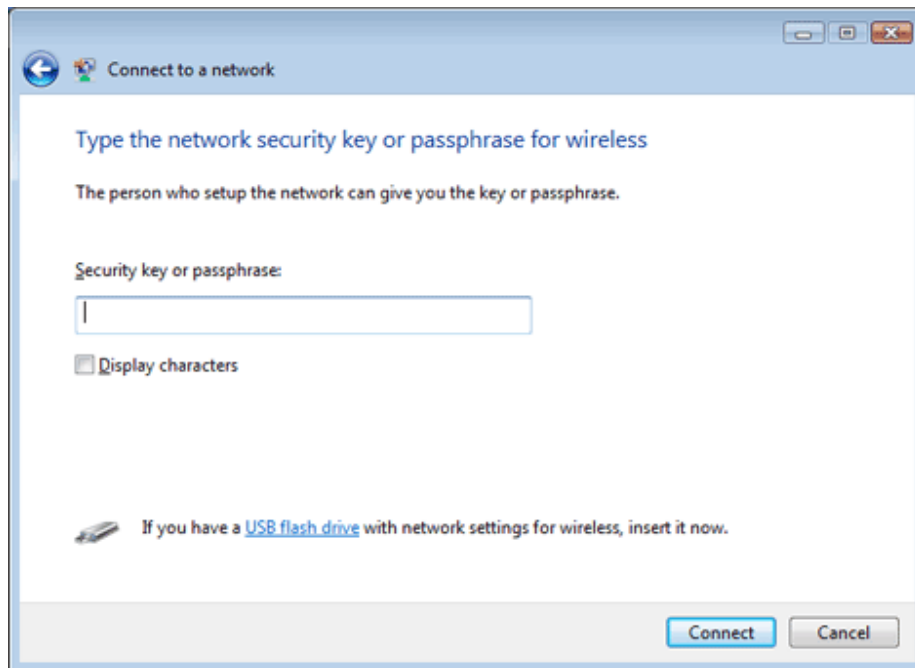 Connect to a network
Type the network security key or passphrase for wireless
The person who setup the network can give you the key or passphrase.
Security key or passphrase:
Display characters
If you have a USB flash drive with network settings for wireless, insert it now.
Connect Cancel